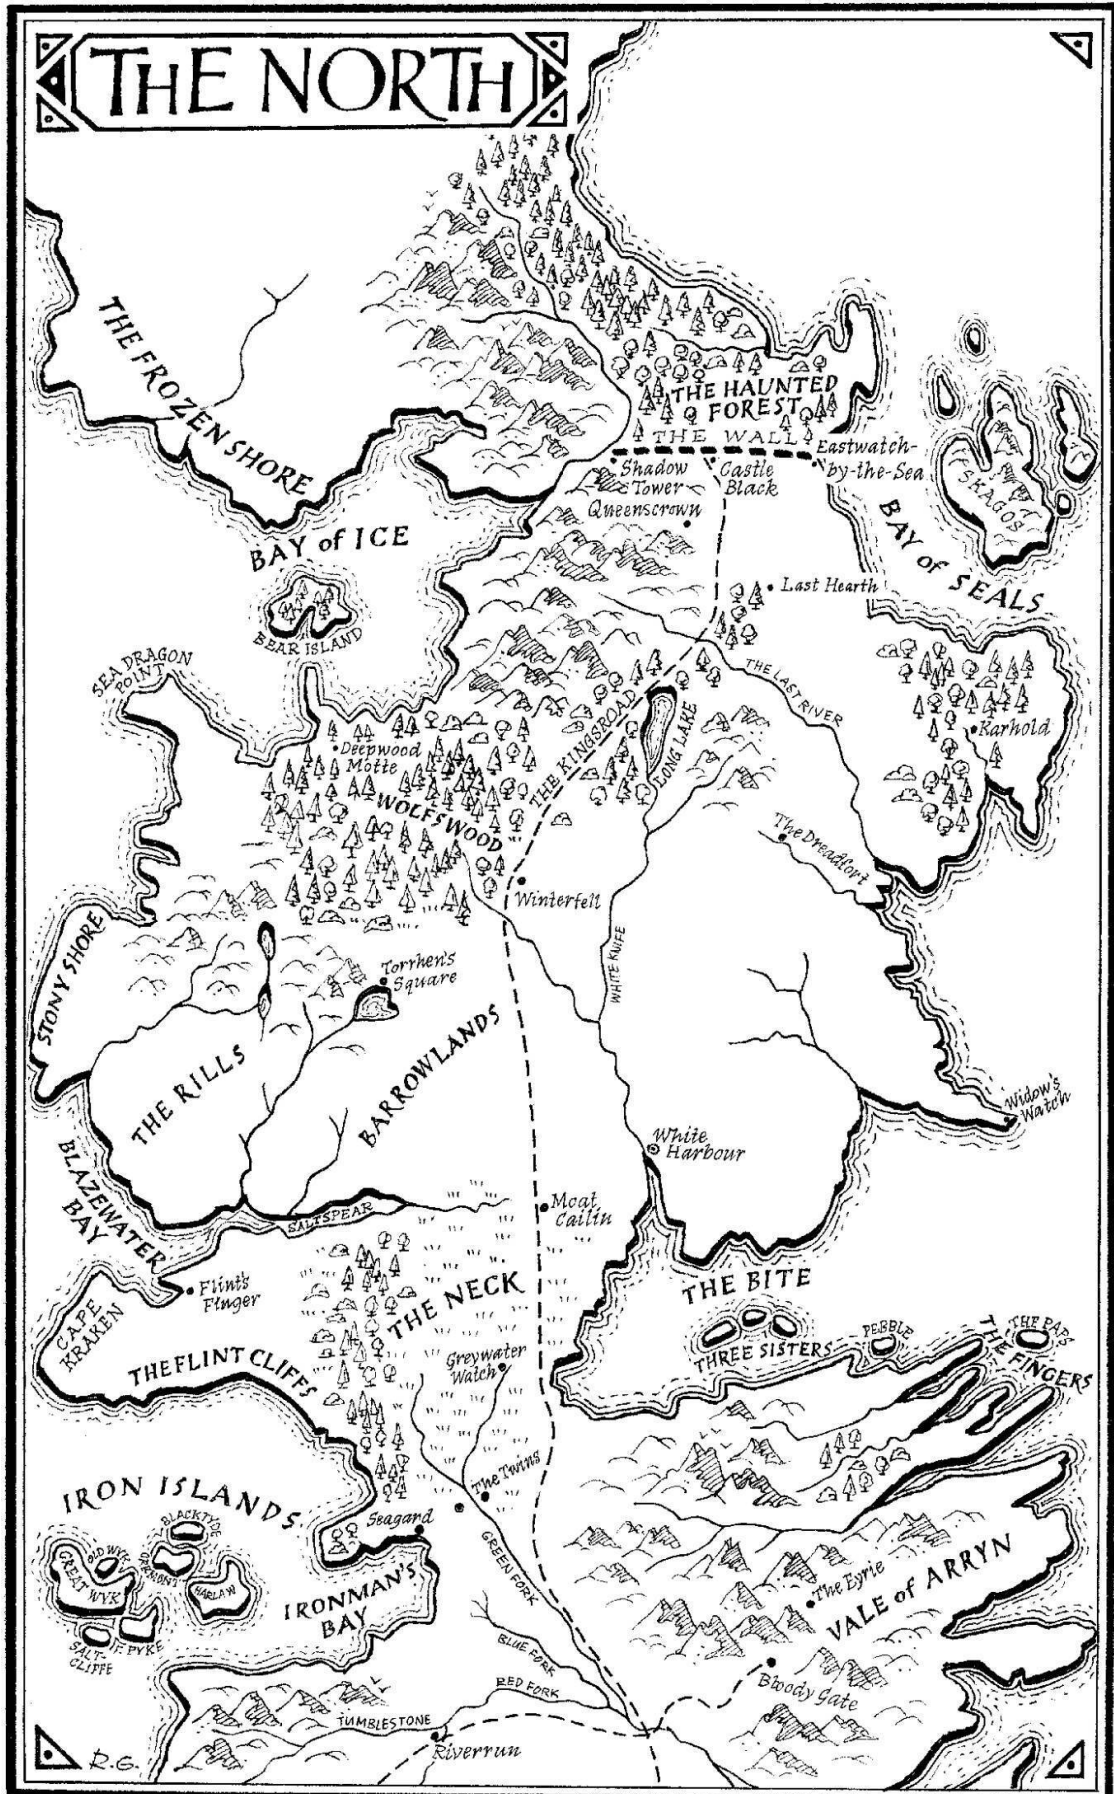 THE NORTH
THE FROZEN SHORE
THE HAUNTED
FOREST
THE WALL
Shadow
Tower
Castle
Black
Eastwatch-
by-the-Sea
Queenscrown
SKAGOS
BAY of ICE
BAY of SEALS
Last Hearth
BEAR ISLAND
SEA DRAGON
POINT
THE LAST RIVER
THE KINGSROAD
LONG LAKE
Karhold
Deepwood
Motte
WOLFSWOOD
The Dreadfort
Winterfell
WHITE KNIFE
STONY SHORE
Torrhen's
Square
THE RILLS
BARROWLANDS
Widow's
Watch
White
Harbour
BLAZEWATER
BAY
SALTSPEAR
Moat
Cailin
Flint's
Finger
CAPE
KRAKEN
THE NECK
THE BITE
THREE SISTERS
PEBBLE
THE PAPS
THE FINGERS
THE FLINT CLIFFS
Greywater
Watch
The Twins
IRON ISLANDS
BLACKTYDE
OLD WYK
GREAT
WYK
ORKMONT
HARLAW
PYKE
SALT-
CLIFFE
Seagard
IRONMAN'S
BAY
GREEN FORK
The Eyrie
VALE of ARRYN
BLUE FORK
RED FORK
Bloody Gate
TUMBLESTONE
Riverrun
R.G.